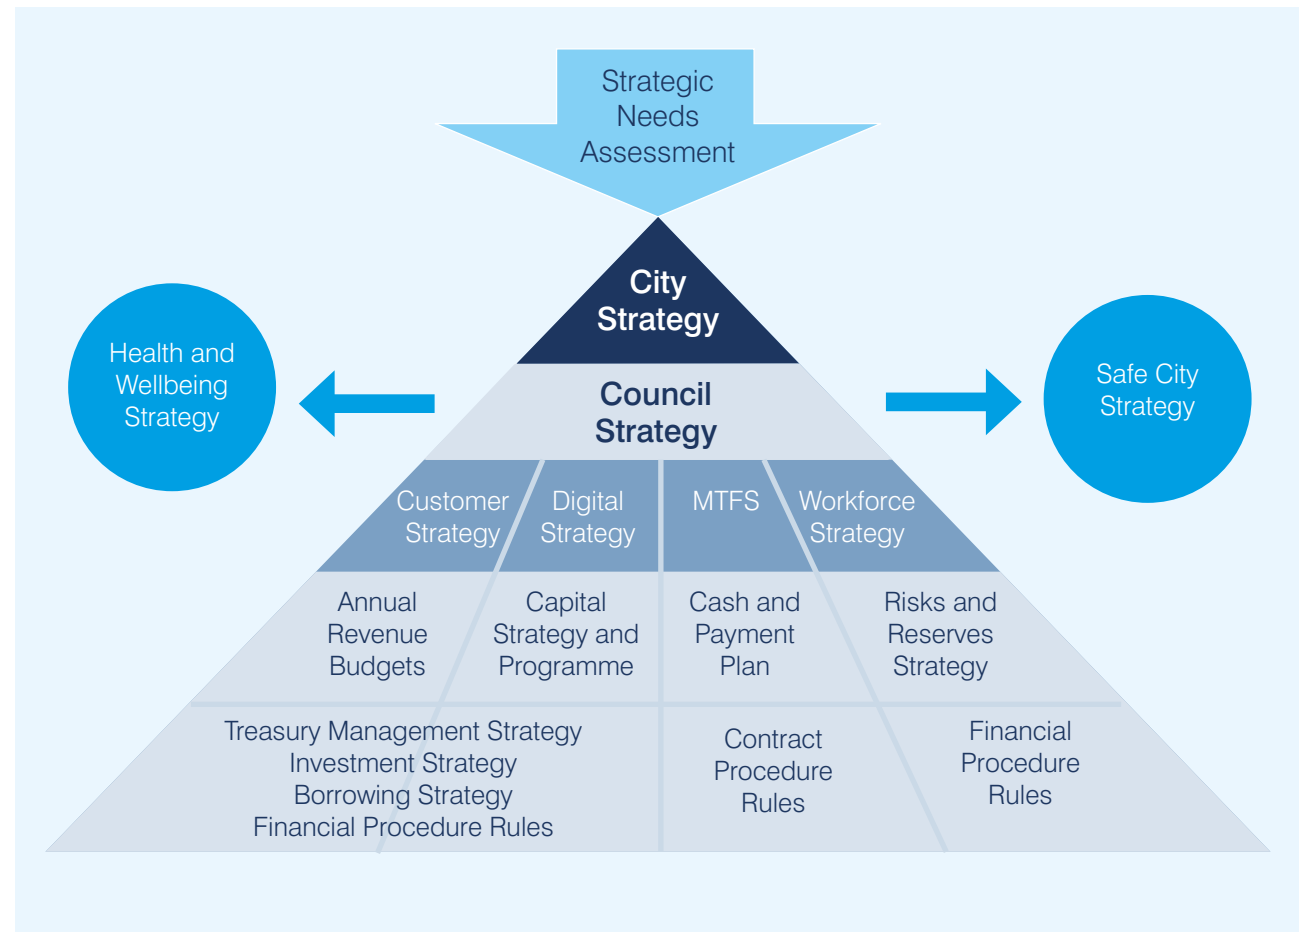 Strategic
Needs
Assessment
City
Strategy
Health and
Wellbeing
Strategy
Council
Strategy
Safe City
Strategy
Customer
Strategy
Digital
Strategy
MTFS
Workforce
Strategy
Annual
Revenue
Budgets
Capital
Strategy and
Programme
Cash and
Payment
Plan
Risks and
Reserves
Strategy
Treasury Management Strategy
Investment Strategy
Borrowing Strategy
Financial Procedure Rules
Contract
Procedure
Rules
Financial
Procedure
Rules